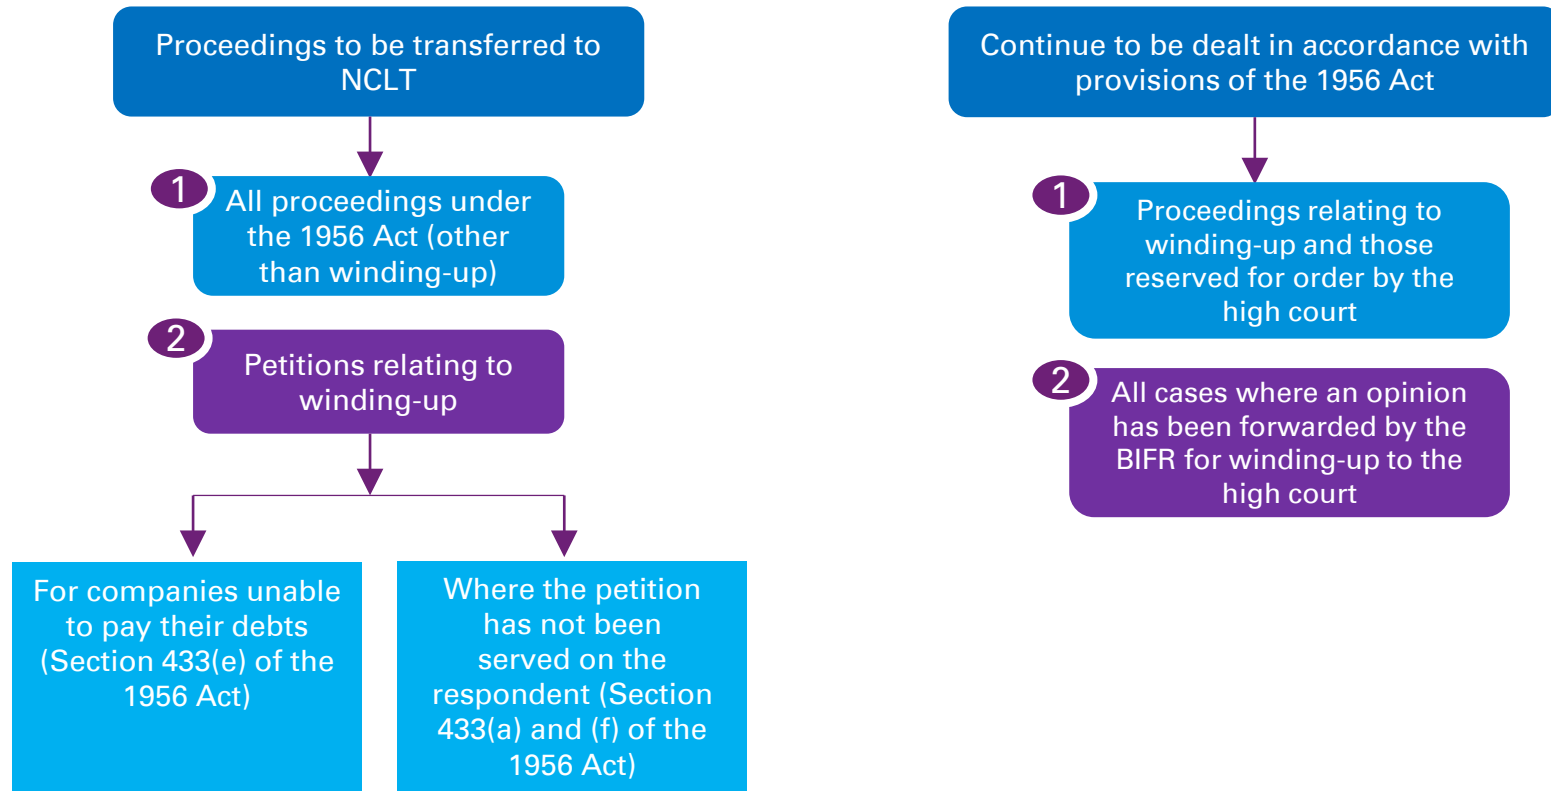 Proceedings to be transferred to
NCLT
1
All proceedings under
the 1956 Act (other
than winding-up)
2
Petitions relating to
winding-up
For companies unable
to pay their debts
(Section 433(e) of the
1956 Act)
Where the petition
has not been
served on the
respondent (Section
433(a) and (f) of the
1956 Act)
Continue to be dealt in accordance with
provisions of the 1956 Act
1
Proceedings relating to
winding-up and those
reserved for order by the
high court
2
All cases where an opinion
has been forwarded by the
BIFR for winding-up to the
high court